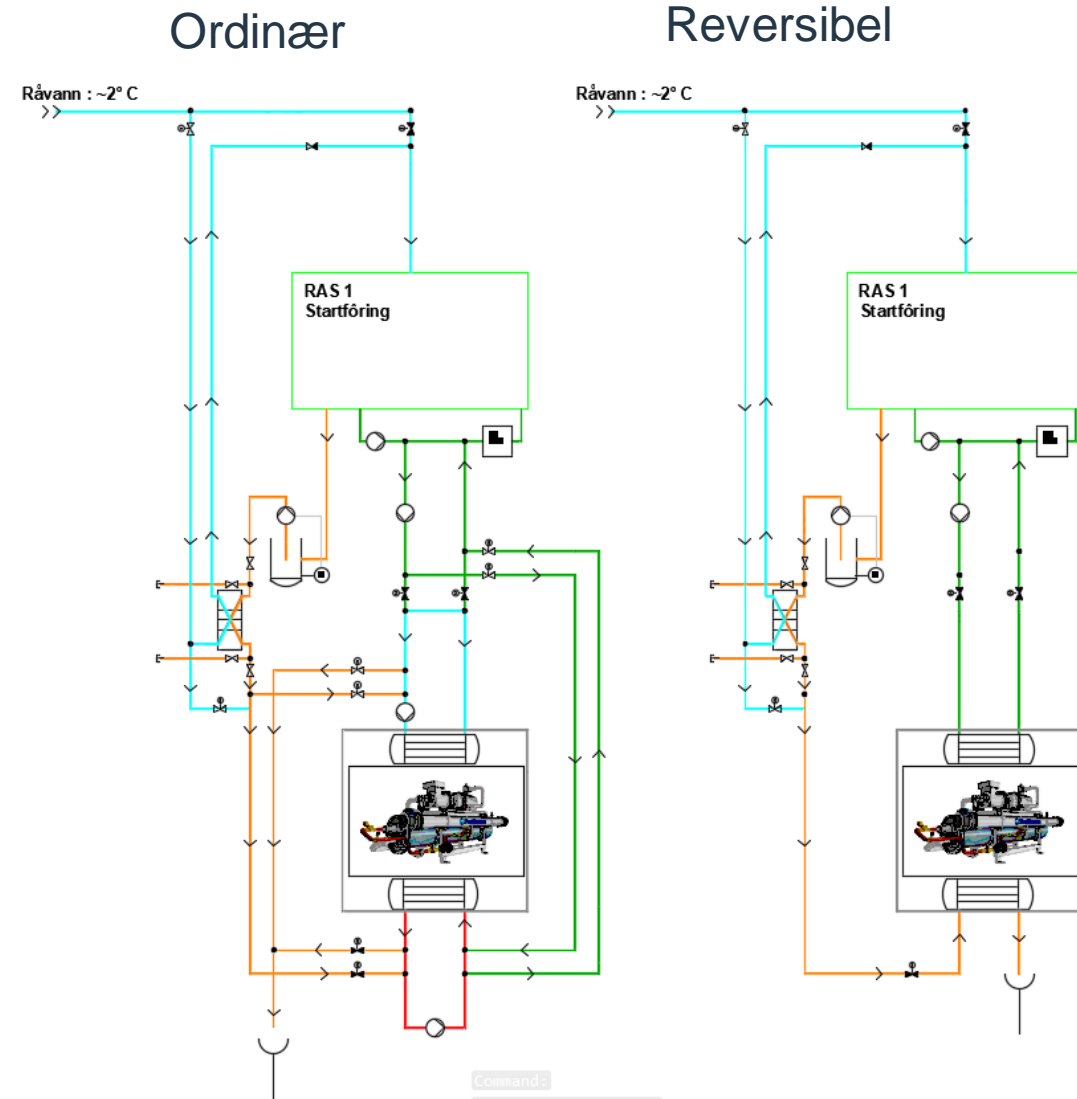 Ordinær
Reversibel
Råvann : ~2° C
Råvann : ~2° C
RAS 1
Startfôring
RAS 1
Startfôring
Command: